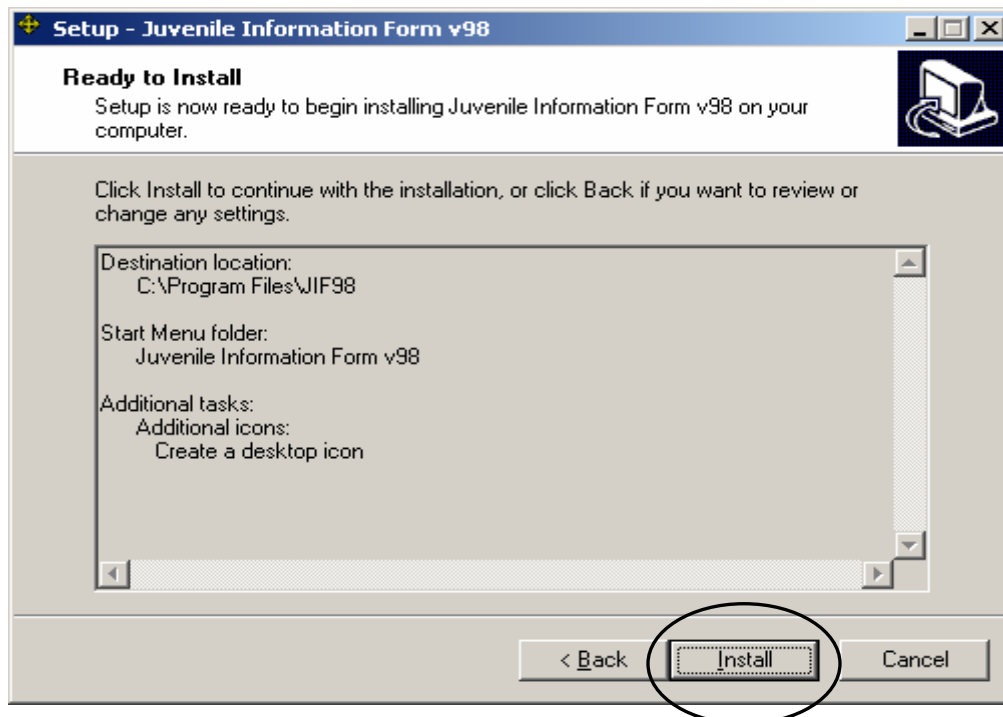 Setup - Juvenile Information Form v98
Ready to Install
Setup is now ready to begin installing Juvenile Information Form v98 on your
computer.
Click Install to continue with the installation, or click Back if you want to review or
change any settings.
Destination location:
C:\Program Files\JIF98
Start Menu folder:
Juvenile Information Form v98
Additional tasks:
Additional icons:
Create a desktop icon
< Back Install Cancel